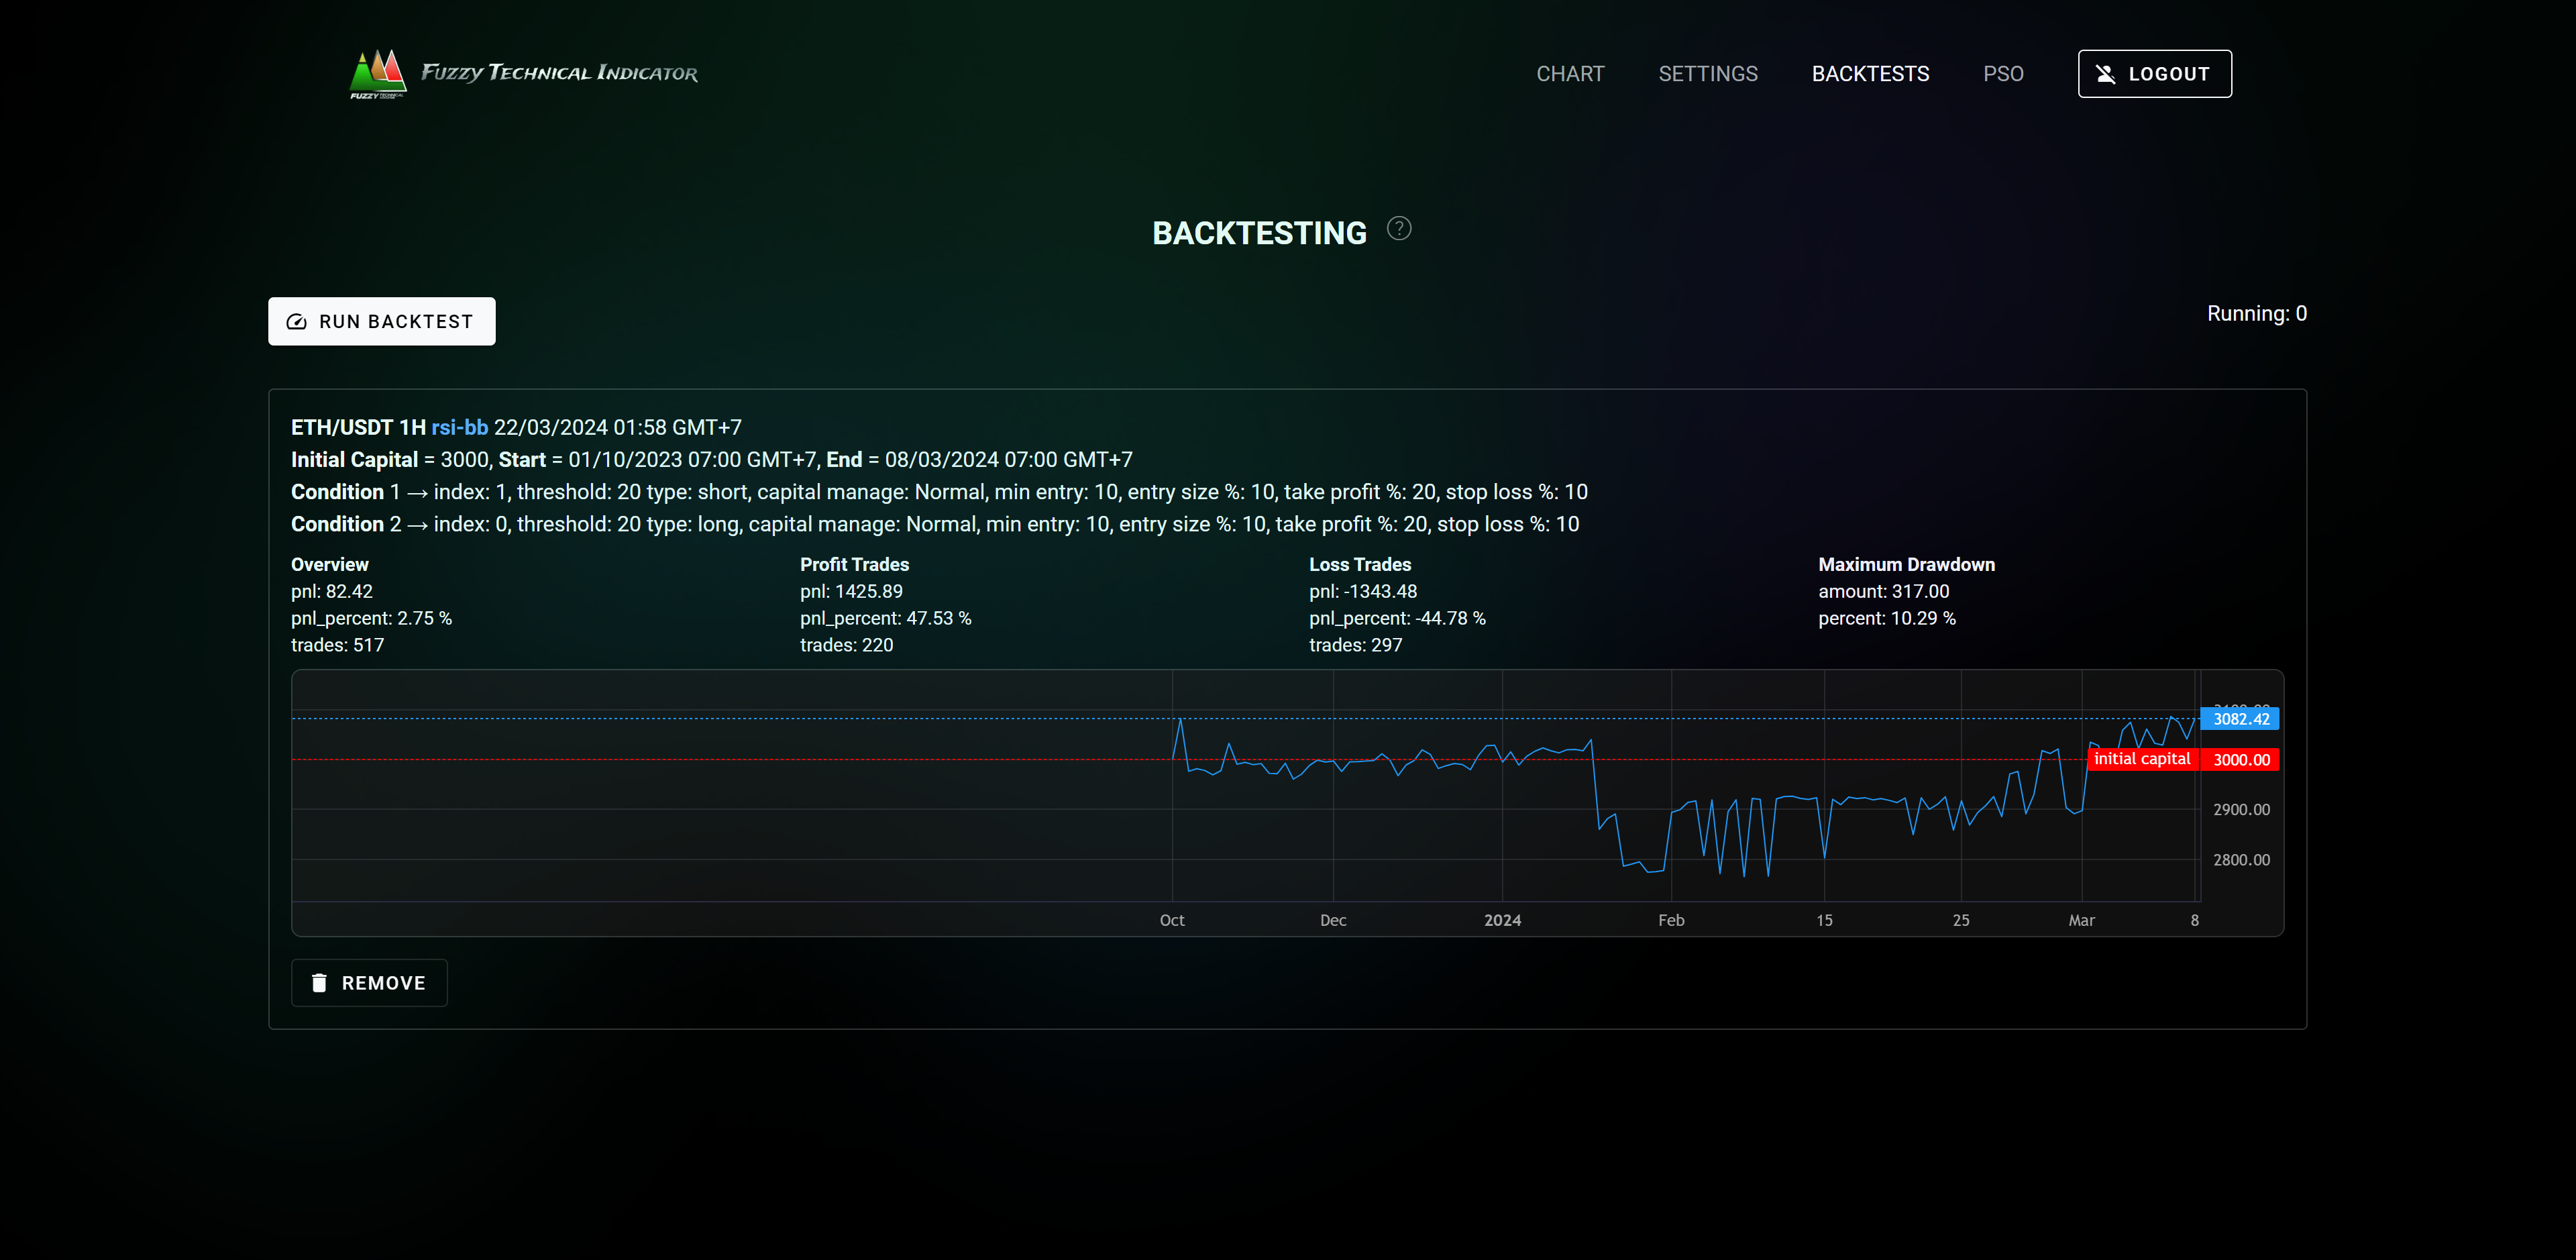 FUZZY TECHNICAL INDICATOR
FUZZY
CHART
SETTINGS
BACKTESTS
PSO
LOGOUT
BACKTESTING ?
RUN BACKTEST
Running: 0
ETH/USDT 1H rsi-bb 22/03/2024 01:58 GMT+7
Initial Capital = 3000, Start = 01/10/2023 07:00 GMT+7, End = 08/03/2024 07:00 GMT+7
Condition 1 → index: 1, threshold: 20 type: short, capital manage: Normal, min entry: 10, entry size %: 10, take profit %: 20, stop loss %: 10
Condition 2 → index: 0, threshold: 20 type: long, capital manage: Normal, min entry: 10, entry size %: 10, take profit %: 20, stop loss %: 10
Overview
pnl: 82.42
pnl_percent: 2.75 %
trades: 517
Profit Trades
pnl: 1425.89
pnl_percent: 47.53 %
trades: 220
Loss Trades
pnl: -1343.48
pnl_percent: -44.78 %
trades: 297
Maximum Drawdown
amount: 317.00
percent: 10.29 %
3082.42
initial capital 3000.00
2900.00
2800.00
Oct
Dec
2024
Feb
15
25
Mar
8
REMOVE